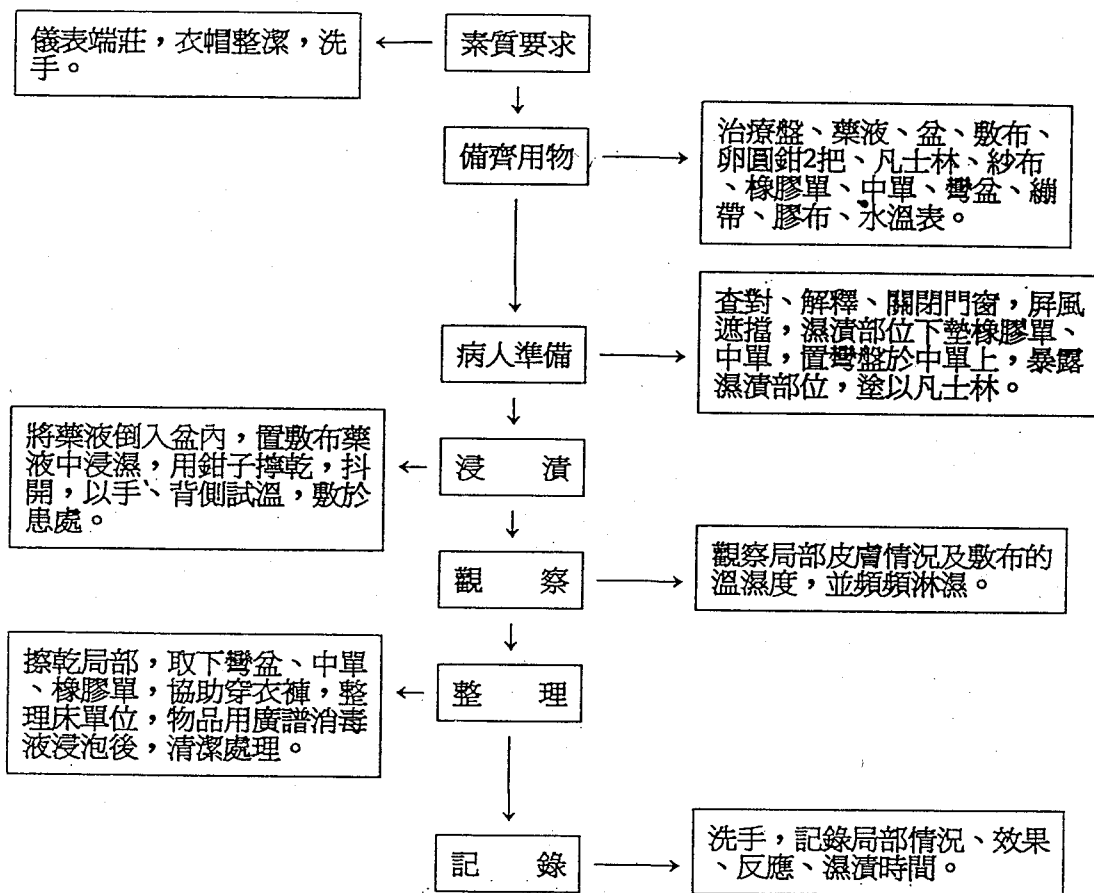 素質要求
儀表端莊，衣帽整潔，洗
手。
備齊用物
治療盤、藥液、盆、敷布、
卵圓鉗2把、凡士林、紗布
、橡膠單、中單、彎盆、繃
帶、膠布、水溫表。
病人準備
查對、解釋、關閉門窗，屏風
遮擋，濕漬部位下墊橡膠單、
中單，置彎盤於中單上，暴露
濕漬部位，塗以凡士林。
浸 漬
將藥液倒入盆內，置敷布藥
液中浸濕，用鉗子擰乾，抖
開，以手、背側試溫，敷於
患處。
觀 察
觀察局部皮膚情況及敷布的
溫濕度，並頻頻淋濕。
整 理
擦乾局部，取下彎盆、中單
、橡膠單，協助穿衣褲，整
理床單位，物品用廣譜消毒
液浸泡後，清潔處理。
記 錄
洗手，記錄局部情況、效果
、反應、濕漬時間。